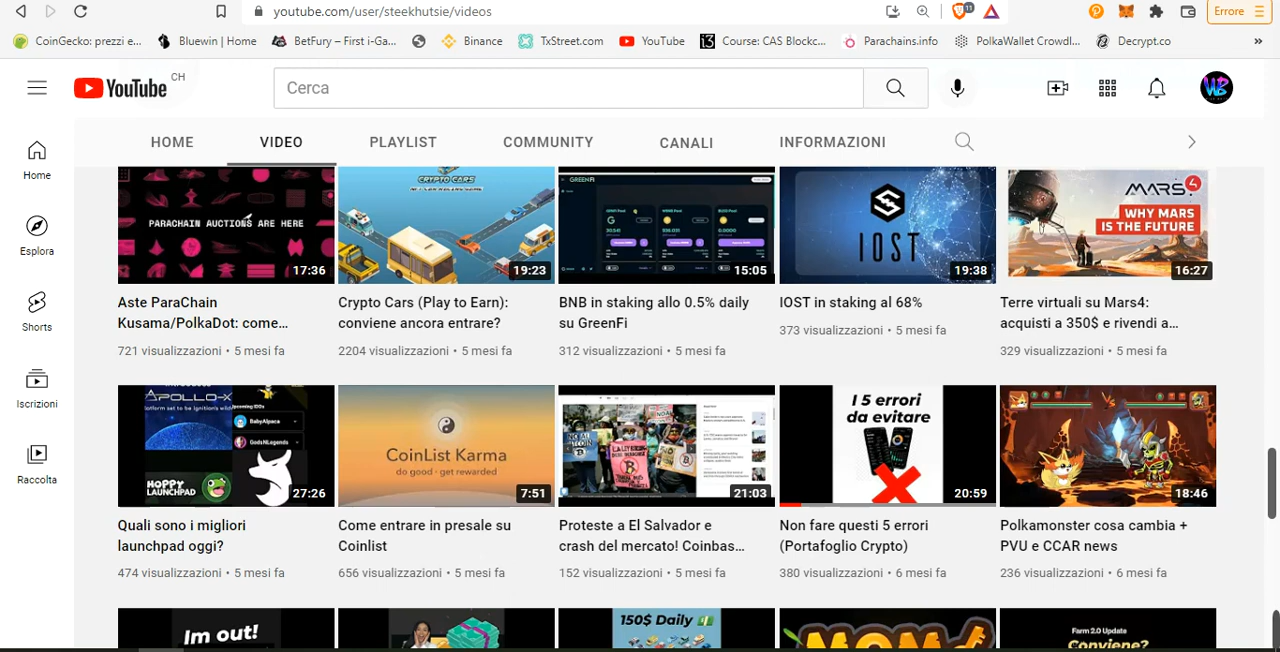 youtube.com/user/steekhutsie/videos
11
Errore
CoinGecko: prezzi e...
Bluewin | Home
BetFury – First i-Ga...
Binance
TxStreet.com
YouTube
Course: CAS Blockc...
Parachains.info
PolkaWallet Crowdl...
Decrypt.co
»
YouTube CH
Cerca
HOME
VIDEO
PLAYLIST
COMMUNITY
CANALI
INFORMAZIONI
Home
Esplora
Shorts
Iscrizioni
Raccolta
PARACHAIN AUCTIONS ARE HERE
17:36
CRYPTO CARS
19:23
GREENFI
15:05
IOST
19:38
MARS4
WHY MARS
IS THE FUTURE
16:27
Aste ParaChain
Kusama/PolkaDot: come...
721 visualizzazioni • 5 mesi fa
Crypto Cars (Play to Earn):
conviene ancora entrare?
2204 visualizzazioni • 5 mesi fa
BNB in staking allo 0.5% daily
su GreenFi
312 visualizzazioni • 5 mesi fa
IOST in staking al 68%
373 visualizzazioni • 5 mesi fa
Terre virtuali su Mars4:
acquisti a 350$ e rivendi a...
329 visualizzazioni • 5 mesi fa
APOLLO-X
Upcoming IDOs
BabyAlpaca
GodsNLegends
HOPPY
LAUNCHPAD
27:26
CoinList Karma
do good · get rewarded
7:51
21:03
I 5 errori
da evitare
20:59
18:46
Quali sono i migliori
launchpad oggi?
474 visualizzazioni • 5 mesi fa
Come entrare in presale su
Coinlist
656 visualizzazioni • 5 mesi fa
Proteste a El Salvador e
crash del mercato! Coinbas...
152 visualizzazioni • 5 mesi fa
Non fare questi 5 errori
(Portafoglio Crypto)
380 visualizzazioni • 6 mesi fa
Polkamonster cosa cambia +
PVU e CCAR news
236 visualizzazioni • 6 mesi fa
Im out!
150$ Daily
Farm 2.0 Update
Conviene?